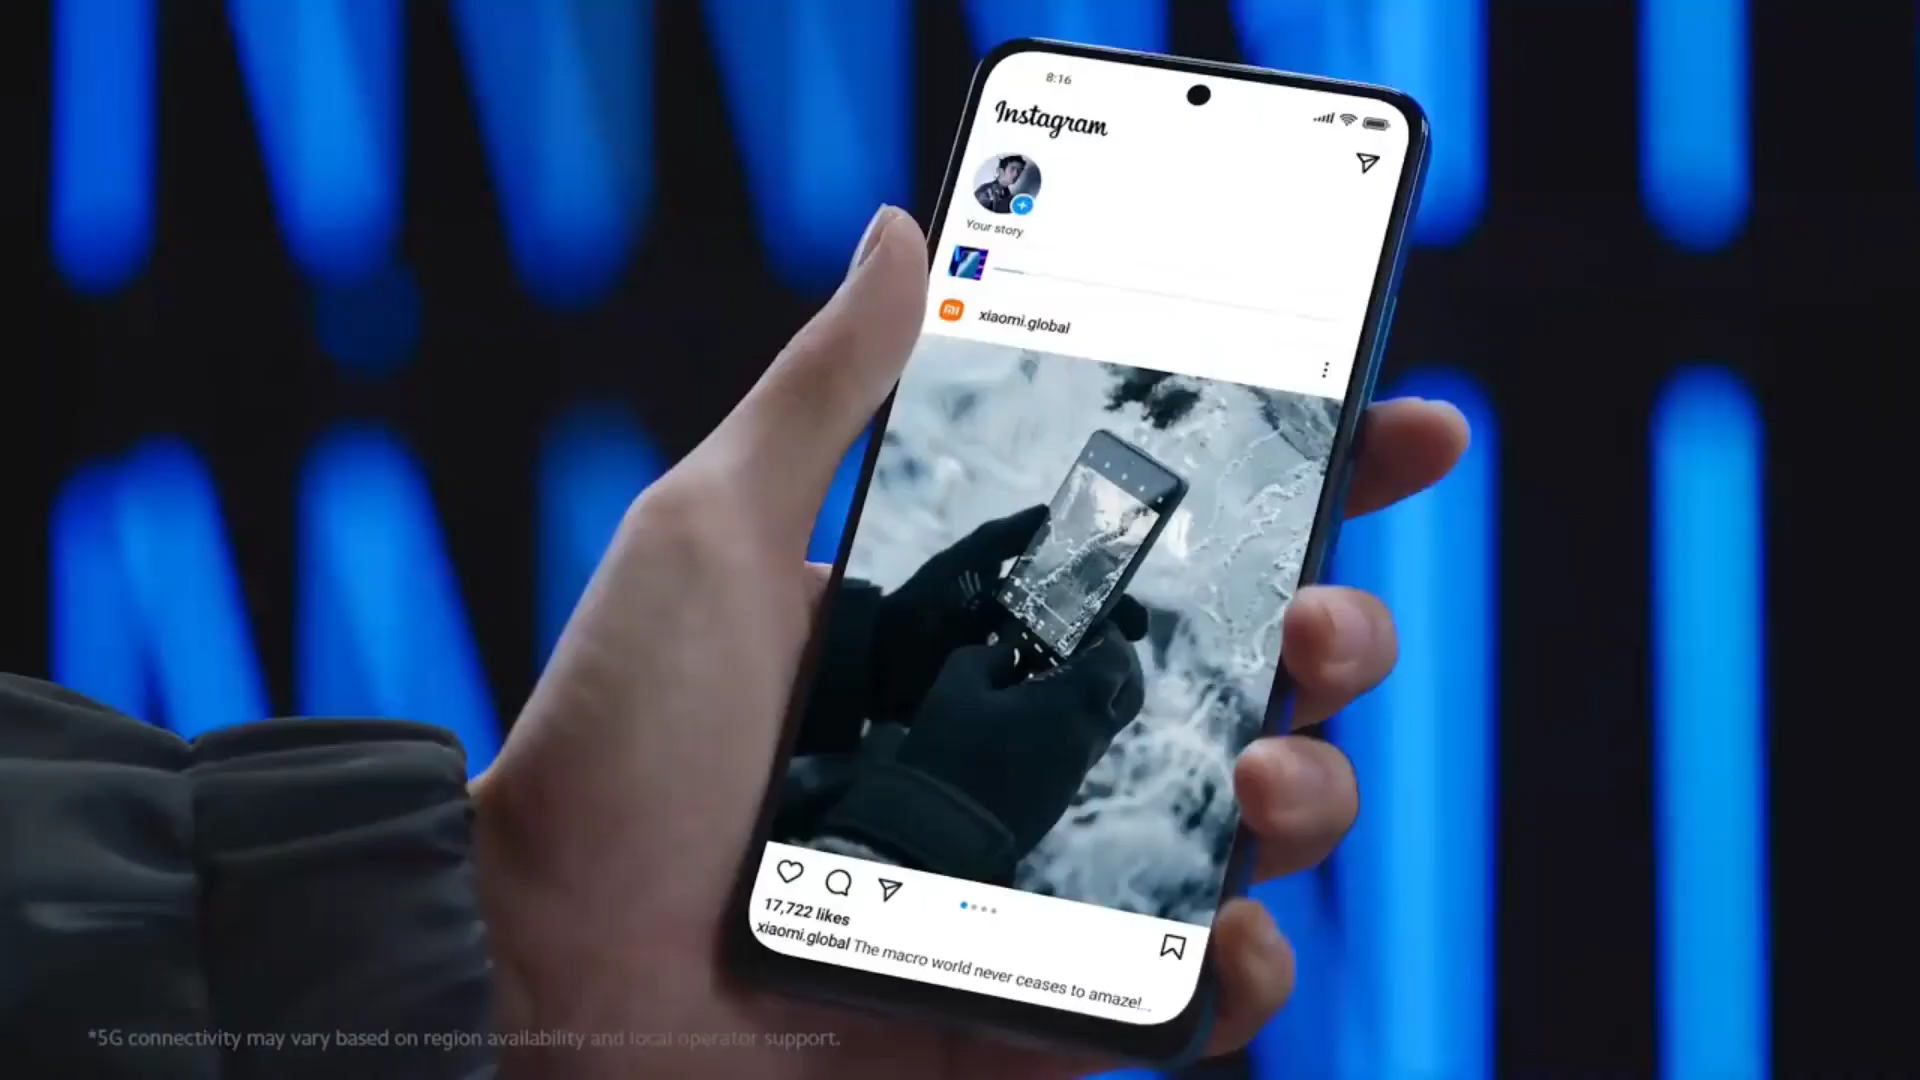 8:16
Instagram
Your story
mi
xiaomi.global
17,722 likes
xiaomi.global The macro world never ceases to amaze!...
*5G connectivity may vary based on region availability and local operator support.